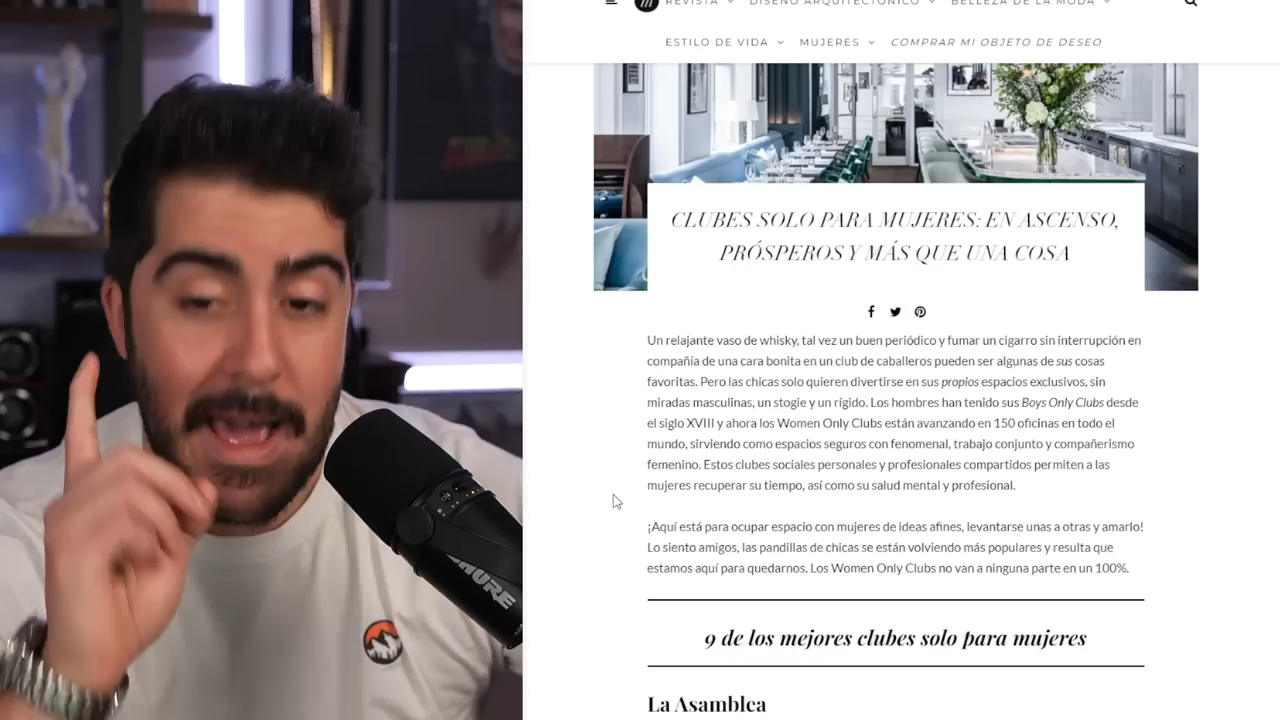 REVISTA
DISEÑO ARQUITECTÓNICO
BELLEZA DE LA MODA
ESTILO DE VIDA
MUJERES
COMPRAR MI OBJETO DE DESEO
CLUBES SOLO PARA MUJERES: EN ASCENSO,
PRÓSPEROS Y MÁS QUE UNA COSA
Un relajante vaso de whisky, tal vez un buen periódico y fumar un cigarro sin interrupción en
compañía de una cara bonita en un club de caballeros pueden ser algunas de sus cosas
favoritas. Pero las chicas solo quieren divertirse en sus propios espacios exclusivos, sin
miradas masculinas, un stogie y un rígido. Los hombres han tenido sus Boys Only Clubs desde
el siglo XVIII y ahora los Women Only Clubs están avanzando en 150 oficinas en todo el
mundo, sirviendo como espacios seguros con fenomenal, trabajo conjunto y compañerismo
femenino. Estos clubes sociales personales y profesionales compartidos permiten a las
mujeres recuperar su tiempo, así como su salud mental y profesional.
¡Aquí está para ocupar espacio con mujeres de ideas afines, levantarse unas a otras y amarlo!
Lo siento amigos, las pandillas de chicas se están volviendo más populares y resulta que
estamos aquí para quedarnos. Los Women Only Clubs no van a ninguna parte en un 100%.
9 de los mejores clubes solo para mujeres
La Asamblea
SHURE